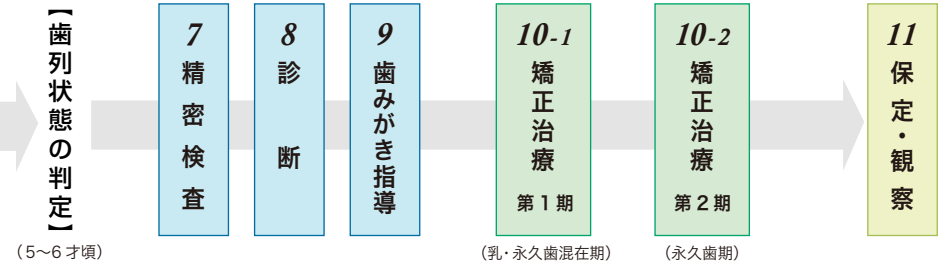 【歯列状態の判定】
(5〜6才頃)
7
精密検査
8
診断
9
歯みがき指導
10-1
矯正治療
第1期
(乳・永久歯混在期)
10-2
矯正治療
第2期
(永久歯期)
11
保定・観察